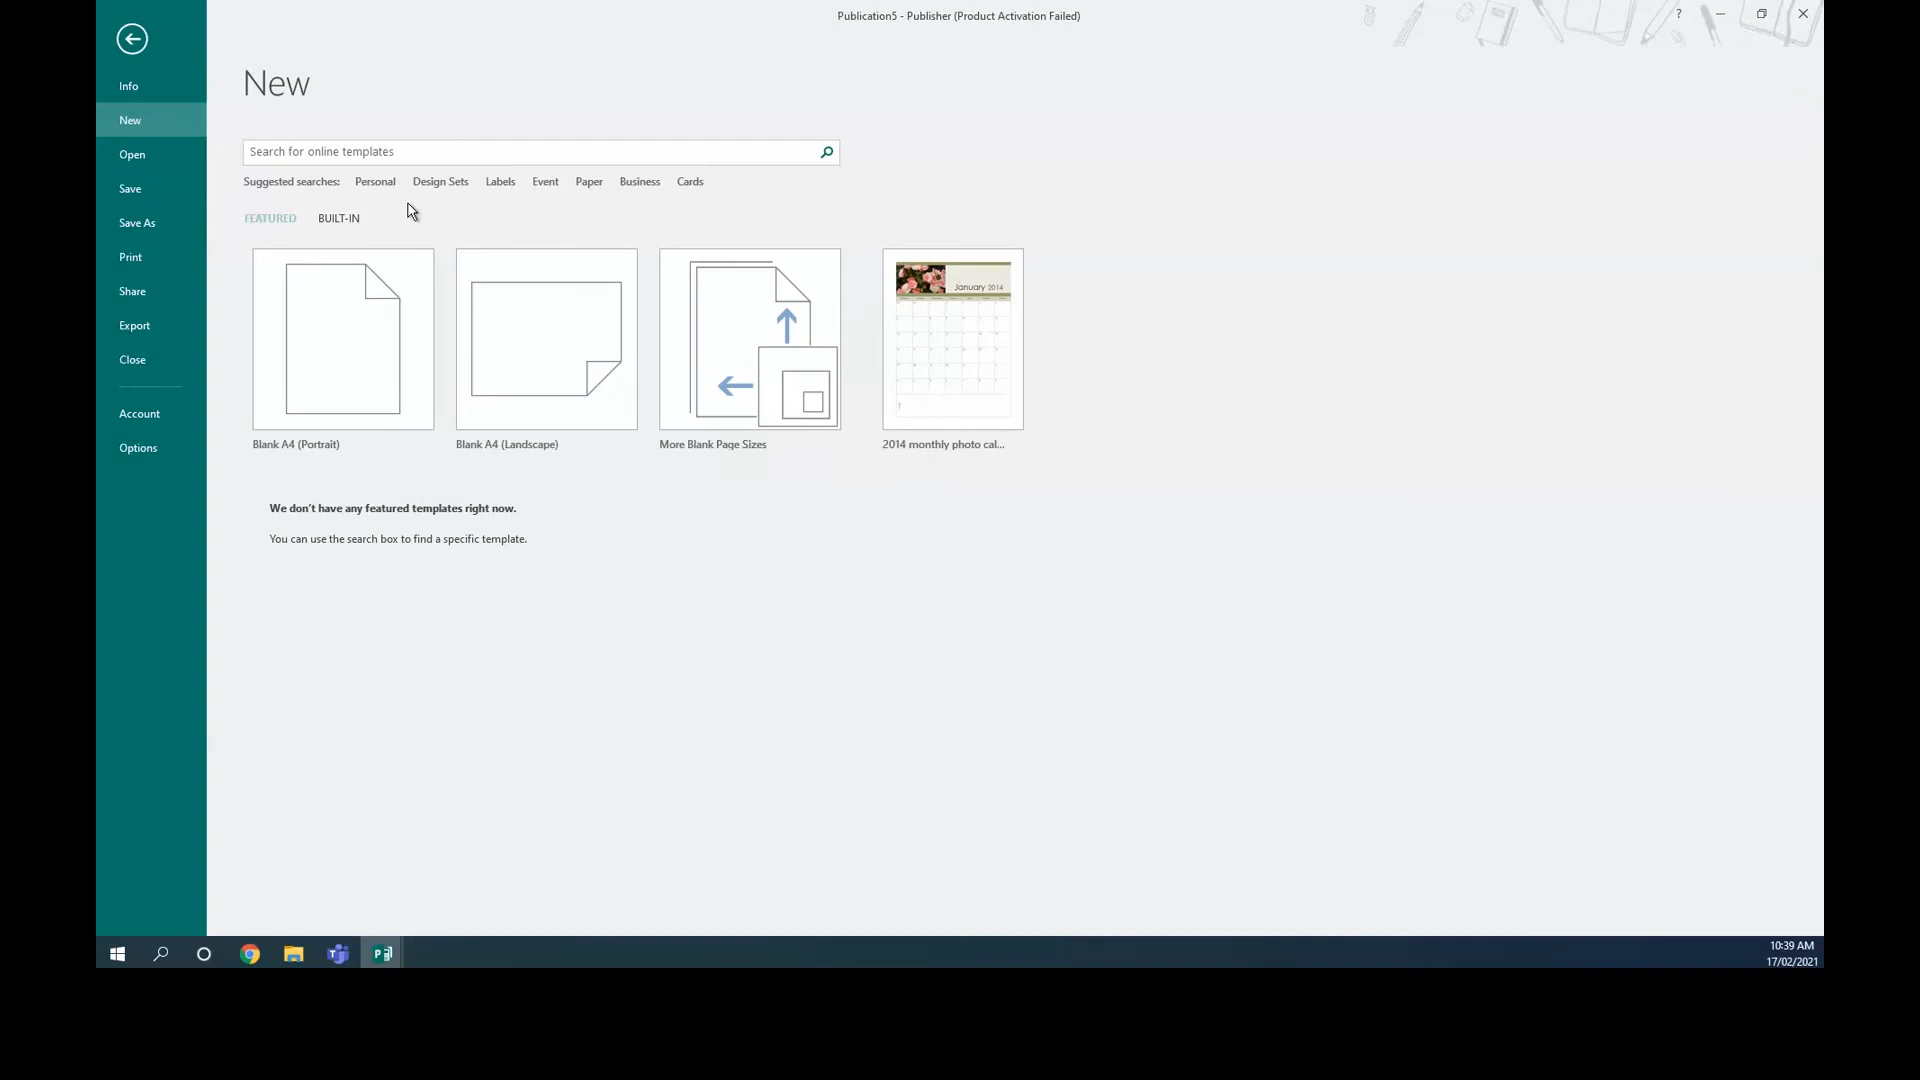 Publication5 - Publisher (Product Activation Failed)
?
Info
New
Open
Save
Save As
Print
Share
Export
Close
Account
Options
New
Search for online templates
Suggested searches: Personal Design Sets Labels Event Paper Business Cards
FEATURED BUILT-IN
January 2014
Blank A4 (Portrait) Blank A4 (Landscape) More Blank Page Sizes 2014 monthly photo cal...
We don't have any featured templates right now.
You can use the search box to find a specific template.
10:39 AM
17/02/2021